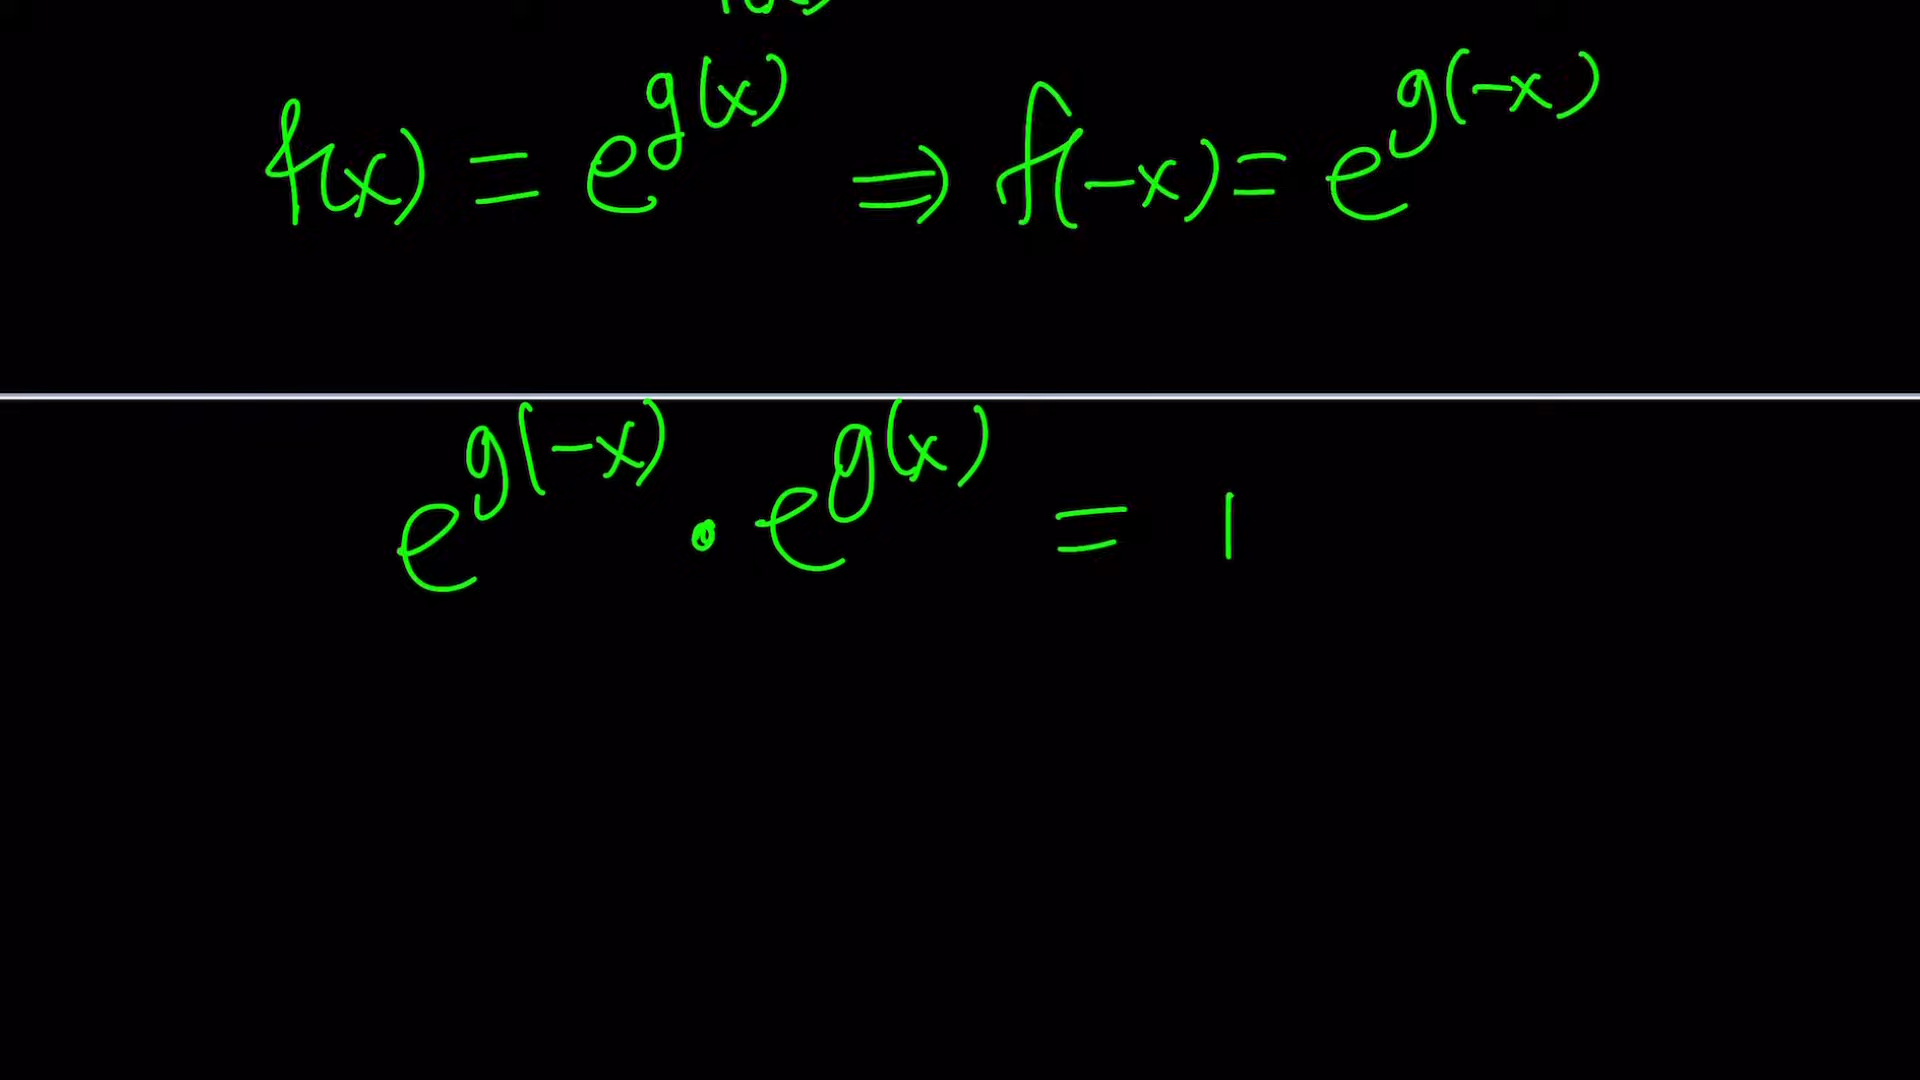 f(x) = e^g(x) ⇒ f(-x) = e^g(-x)
e^g(-x) • e^g(x) = 1